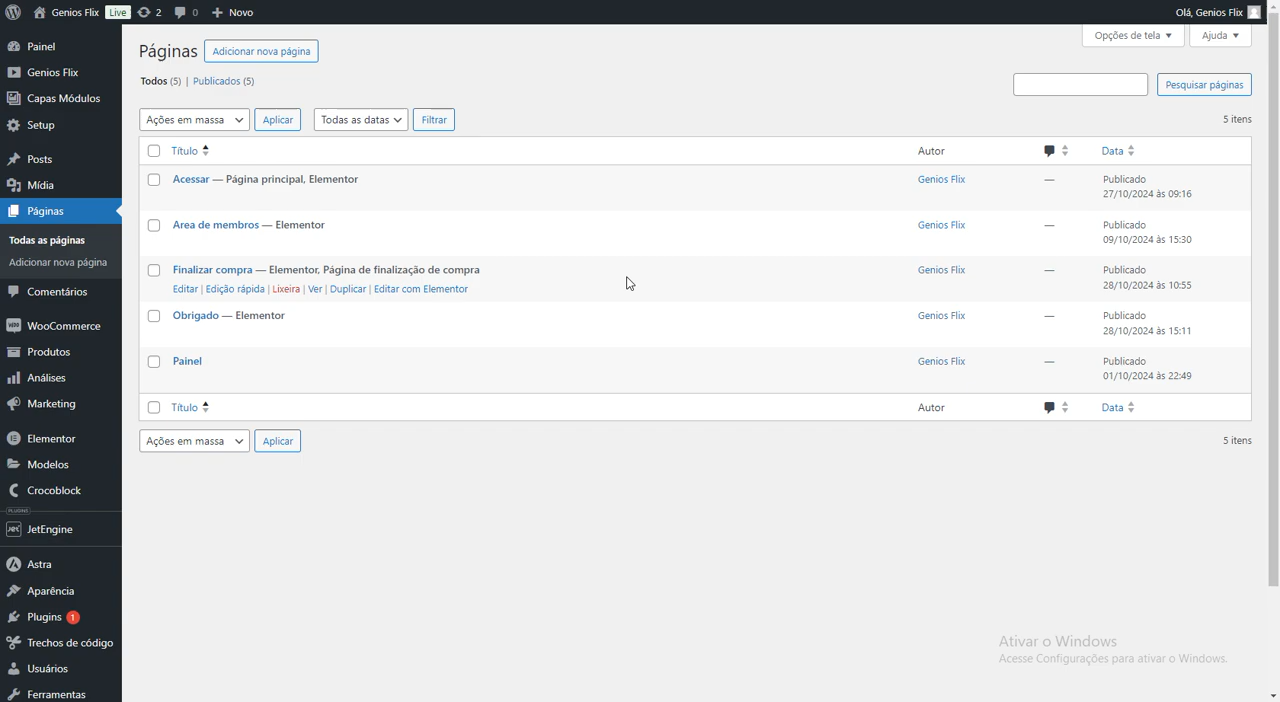 Genios Flix Live 2 0 Novo Olá, Genios Flix
Painel
Genios Flix
Capas Módulos
Setup
Posts
Mídia
Páginas
Todas as páginas
Adicionar nova página
Comentários
WooCommerce
Produtos
Análises
Marketing
Elementor
Modelos
Crocoblock
PLUGINS
JetEngine
Astra
Aparência
Plugins 1
Trechos de código
Usuários
Ferramentas
Páginas Adicionar nova página
Opções de tela Ajuda
Todos (5) | Publicados (5)
Pesquisar páginas
Ações em massa Aplicar Todas as datas Filtrar 5 itens
Título Autor Data
Acessar — Página principal, Elementor Genios Flix — Publicado
27/10/2024 às 09:16
Area de membros — Elementor Genios Flix — Publicado
09/10/2024 às 15:30
Finalizar compra — Elementor, Página de finalização de compra Genios Flix — Publicado
Editar | Edição rápida | Lixeira | Ver | Duplicar | Editar com Elementor 28/10/2024 às 10:55
Obrigado — Elementor Genios Flix — Publicado
28/10/2024 às 15:11
Painel Genios Flix — Publicado
01/10/2024 às 22:49
Título Autor Data
Ações em massa Aplicar 5 itens
Ativar o Windows
Acesse Configurações para ativar o Windows.